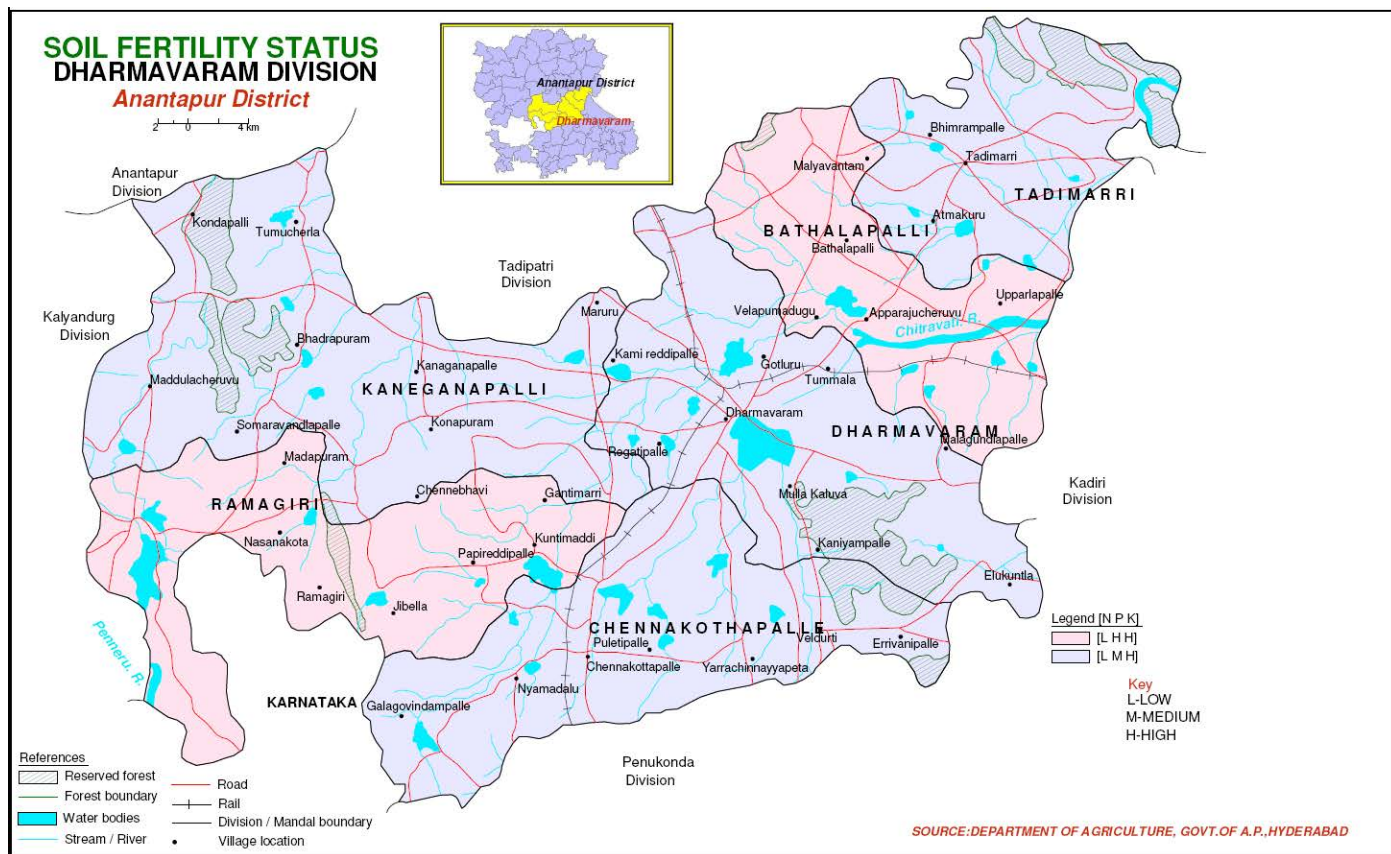 SOIL FERTILITY STATUS
DHARMAVARAM DIVISION
Anantapur District
2 0 4 km
Anantapur District
Dharmavaram
Anantapur
Division
Kalyandurg
Division
Tadipatri
Division
Kadiri
Division
Penukonda
Division
KARNATAKA
Bhimrampalle
Tadimarri
TADIMARRI
Malyavantam
Atmakuru
BATHALAPALLI
Bathalapalli
Upparlapalle
Velapumadugu
Apparajucheruvu
Chitravati. R.
Kondapalli
Tumucherla
Maruru
Bhadrapuram
Kami reddipalle
Gotluru
Tummala
Kanaganapalle
Maddulacheruvu
KANEGANAPALLI
Dharmavaram
Somaravandlapalle
Konapuram
DHARMAVARAM
Malagundlapalle
Regatipalle
Madapuram
Chennebhavi
Gantimarri
Mulla Kaluva
RAMAGIRI
Nasanakota
Kuntimaddi
Papireddipalle
Kaniyampalle
Elukuntla
Ramagiri
Jibella
CHENNAKOTHAPALLE
Veldurti
Errivanipalle
Puletipalle
Chennakottapalle
Yarrachinnayyapeta
Nyamadalu
Galagovindampalle
Penneru. R.
Legend [N P K]
[L H H]
[L M H]
Key
L-LOW
M-MEDIUM
H-HIGH
References
Reserved forest
Forest boundary
Water bodies
Stream / River
Road
Rail
Division / Mandal boundary
Village location
SOURCE:DEPARTMENT OF AGRICULTURE, GOVT.OF A.P.,HYDERABAD